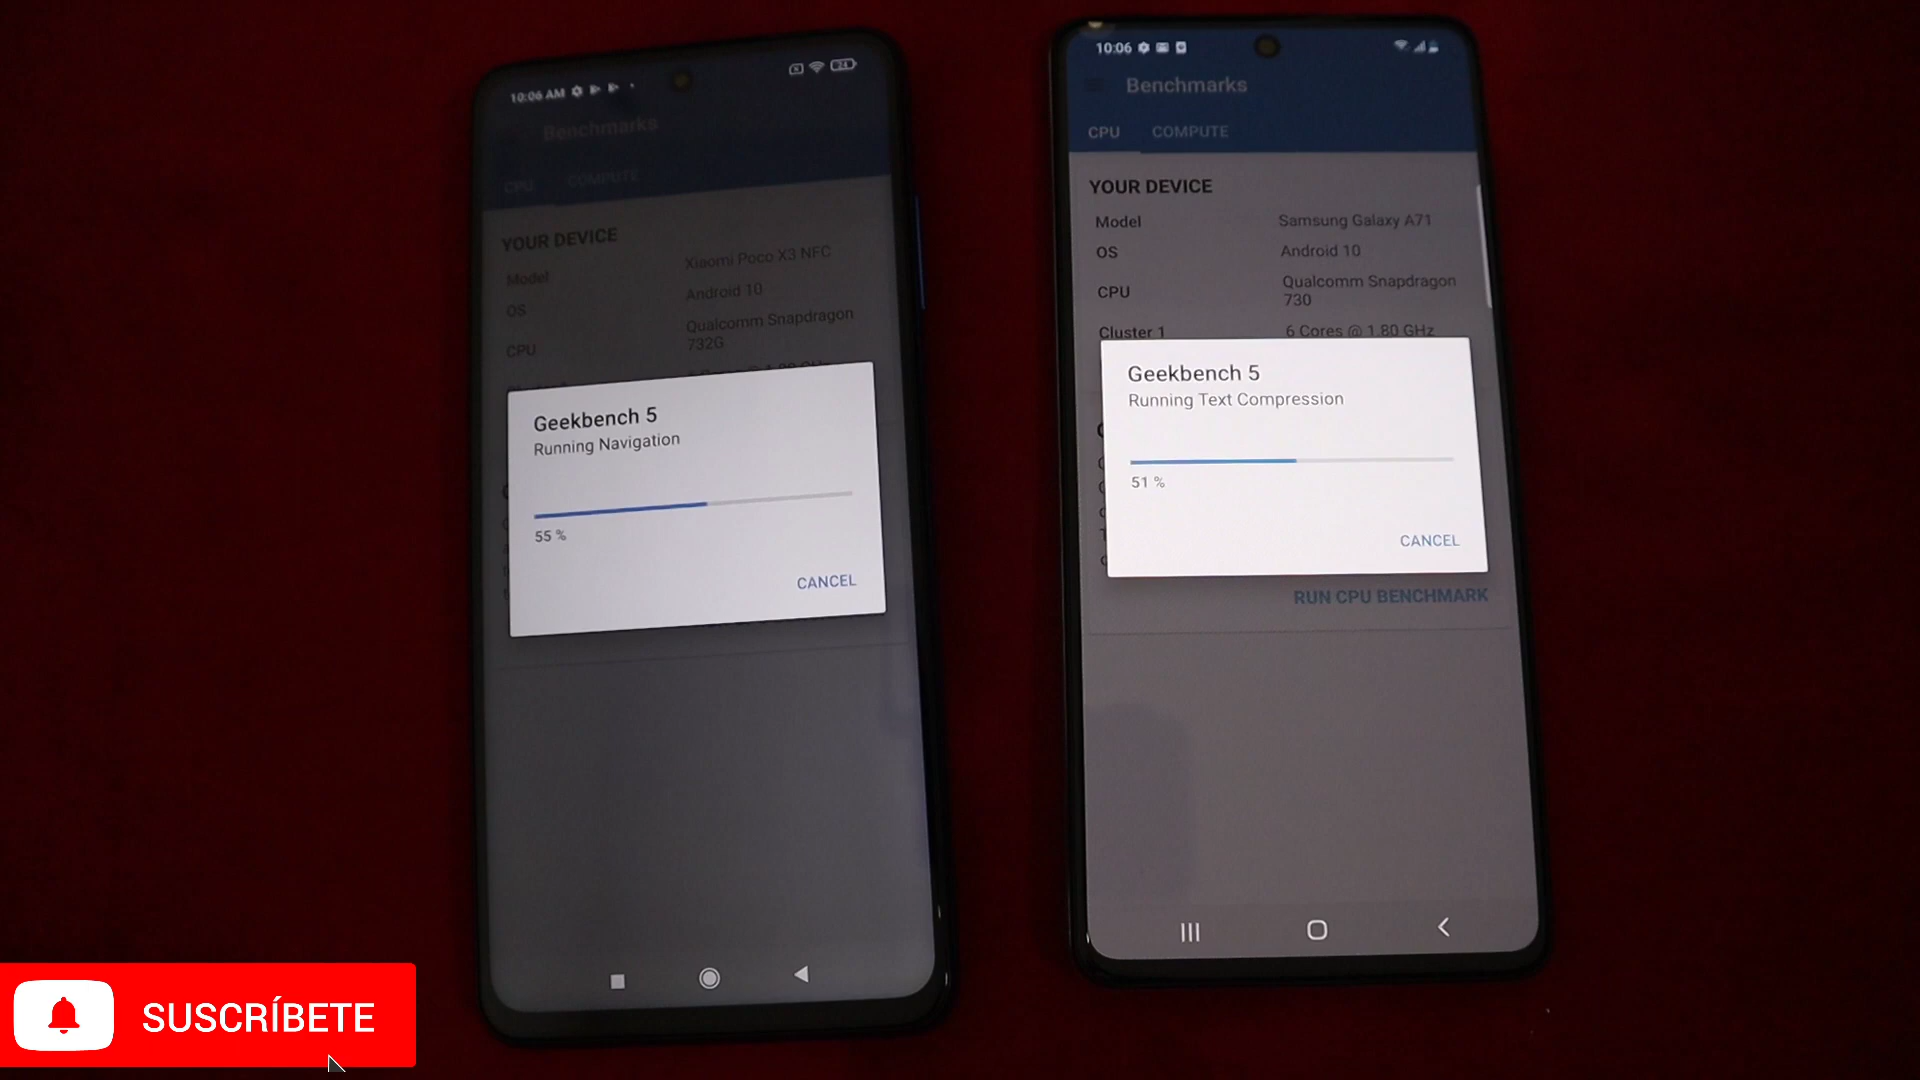 10:06 AM
24
Benchmarks
CPU COMPUTE
YOUR DEVICE
Model Xiaomi Poco X3 NFC
OS Android 10
CPU Qualcomm Snapdragon
732G
Geekbench 5
Running Navigation
55 %
CANCEL
10:06
Benchmarks
CPU COMPUTE
YOUR DEVICE
Model Samsung Galaxy A71
OS Android 10
CPU Qualcomm Snapdragon
730
Cluster 1 6 Cores @ 1.80 GHz
Geekbench 5
Running Text Compression
51 %
CANCEL
RUN CPU BENCHMARK
SUSCRÍBETE